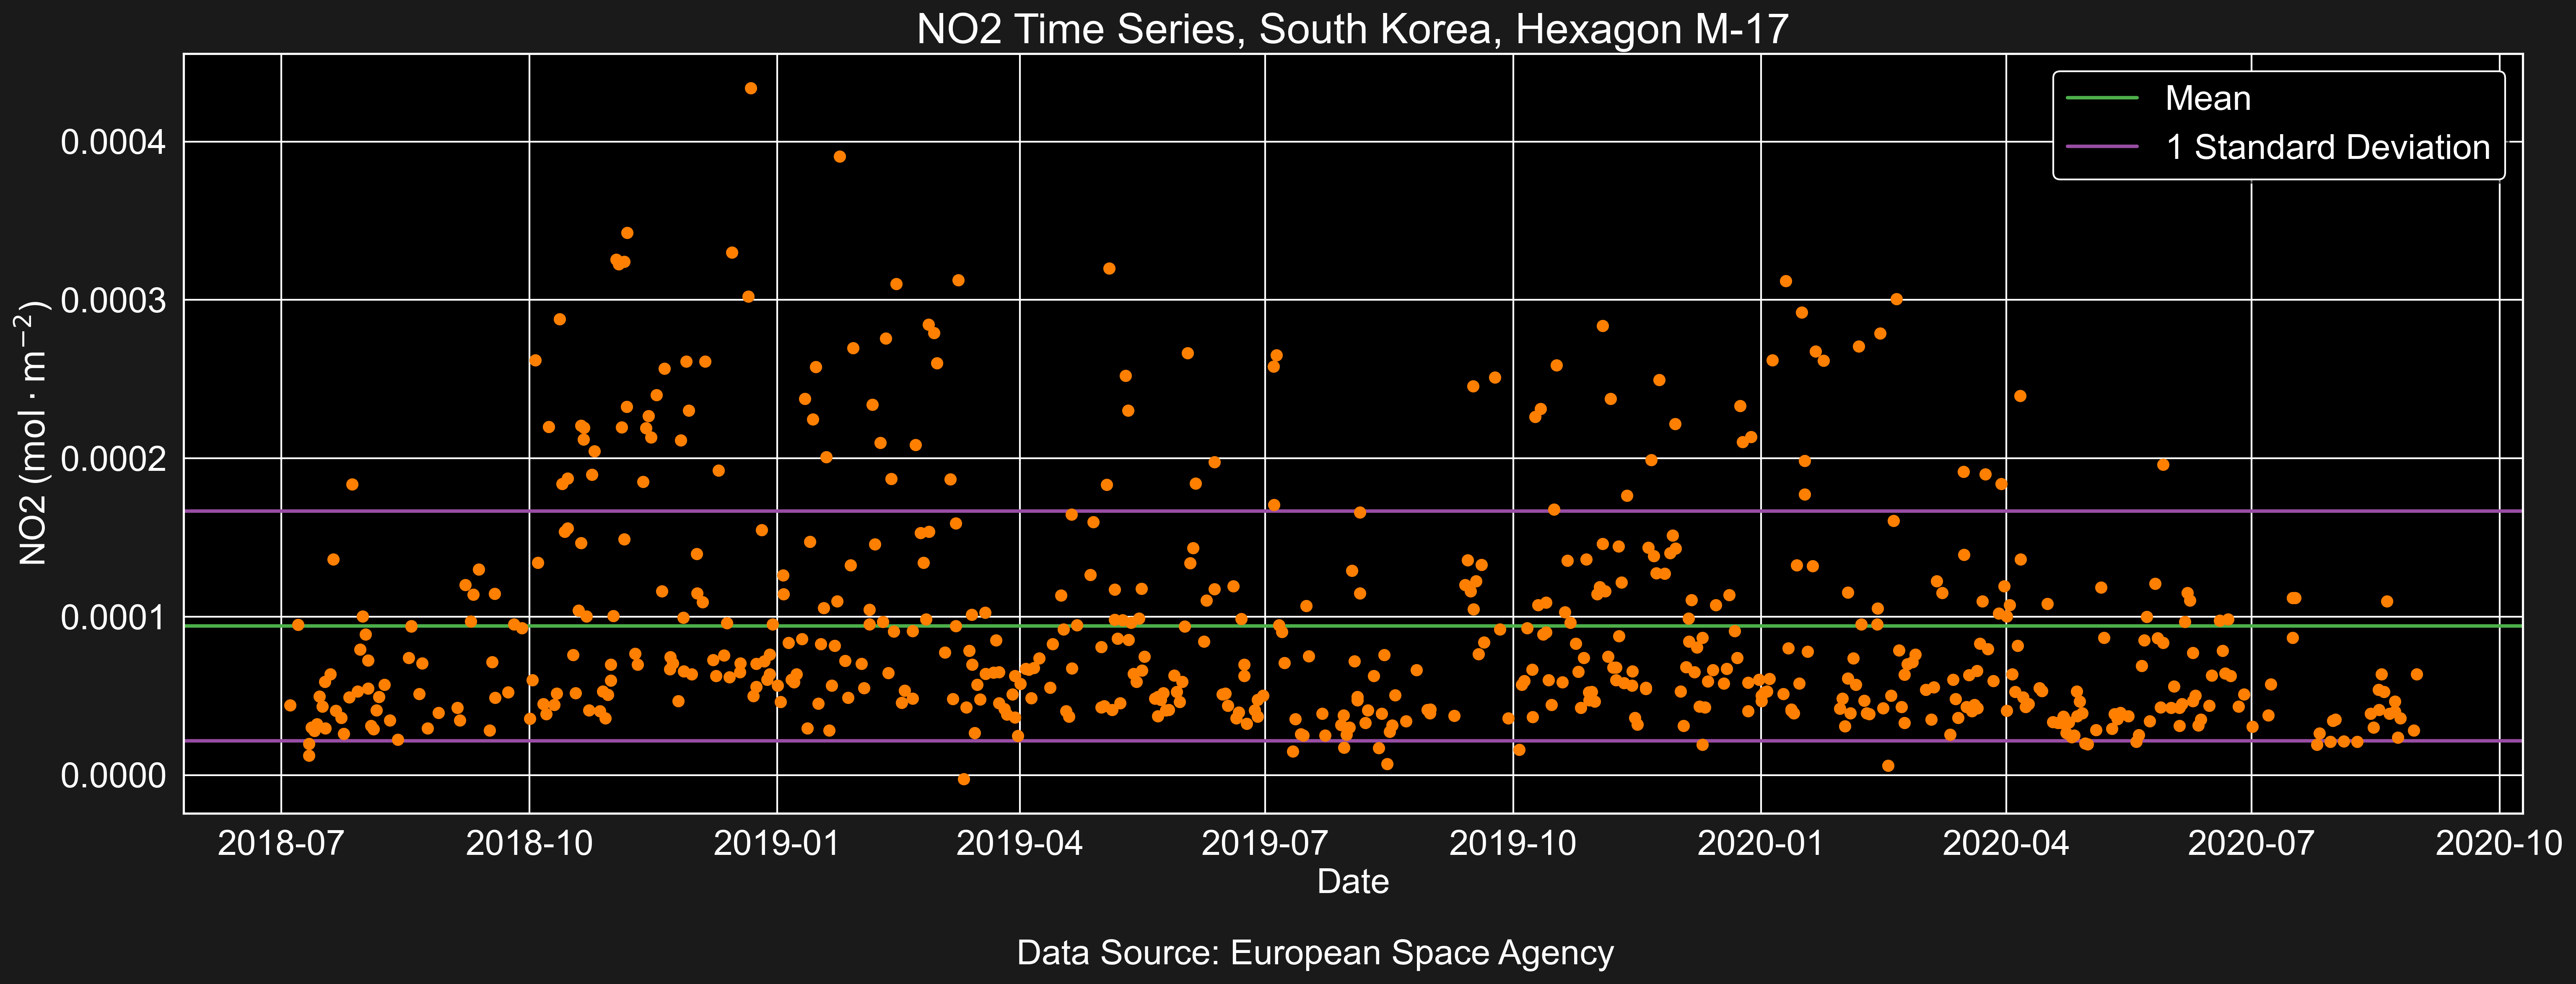 NO2 Time Series, South Korea, Hexagon M-17
Mean
1 Standard Deviation
NO2 (mol · m⁻²)
0.0004
0.0003
0.0002
0.0001
0.0000
2018-07 2018-10 2019-01 2019-04 2019-07 2019-10 2020-01 2020-04 2020-07 2020-10
Date
Data Source: European Space Agency